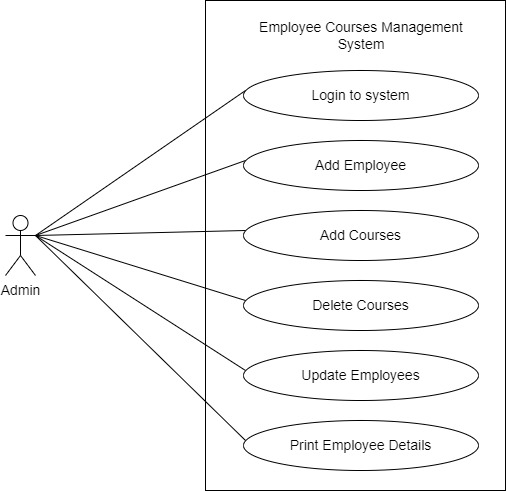 Employee Courses Management
System
Login to system
Add Employee
Add Courses
Delete Courses
Update Employees
Print Employee Details
Admin